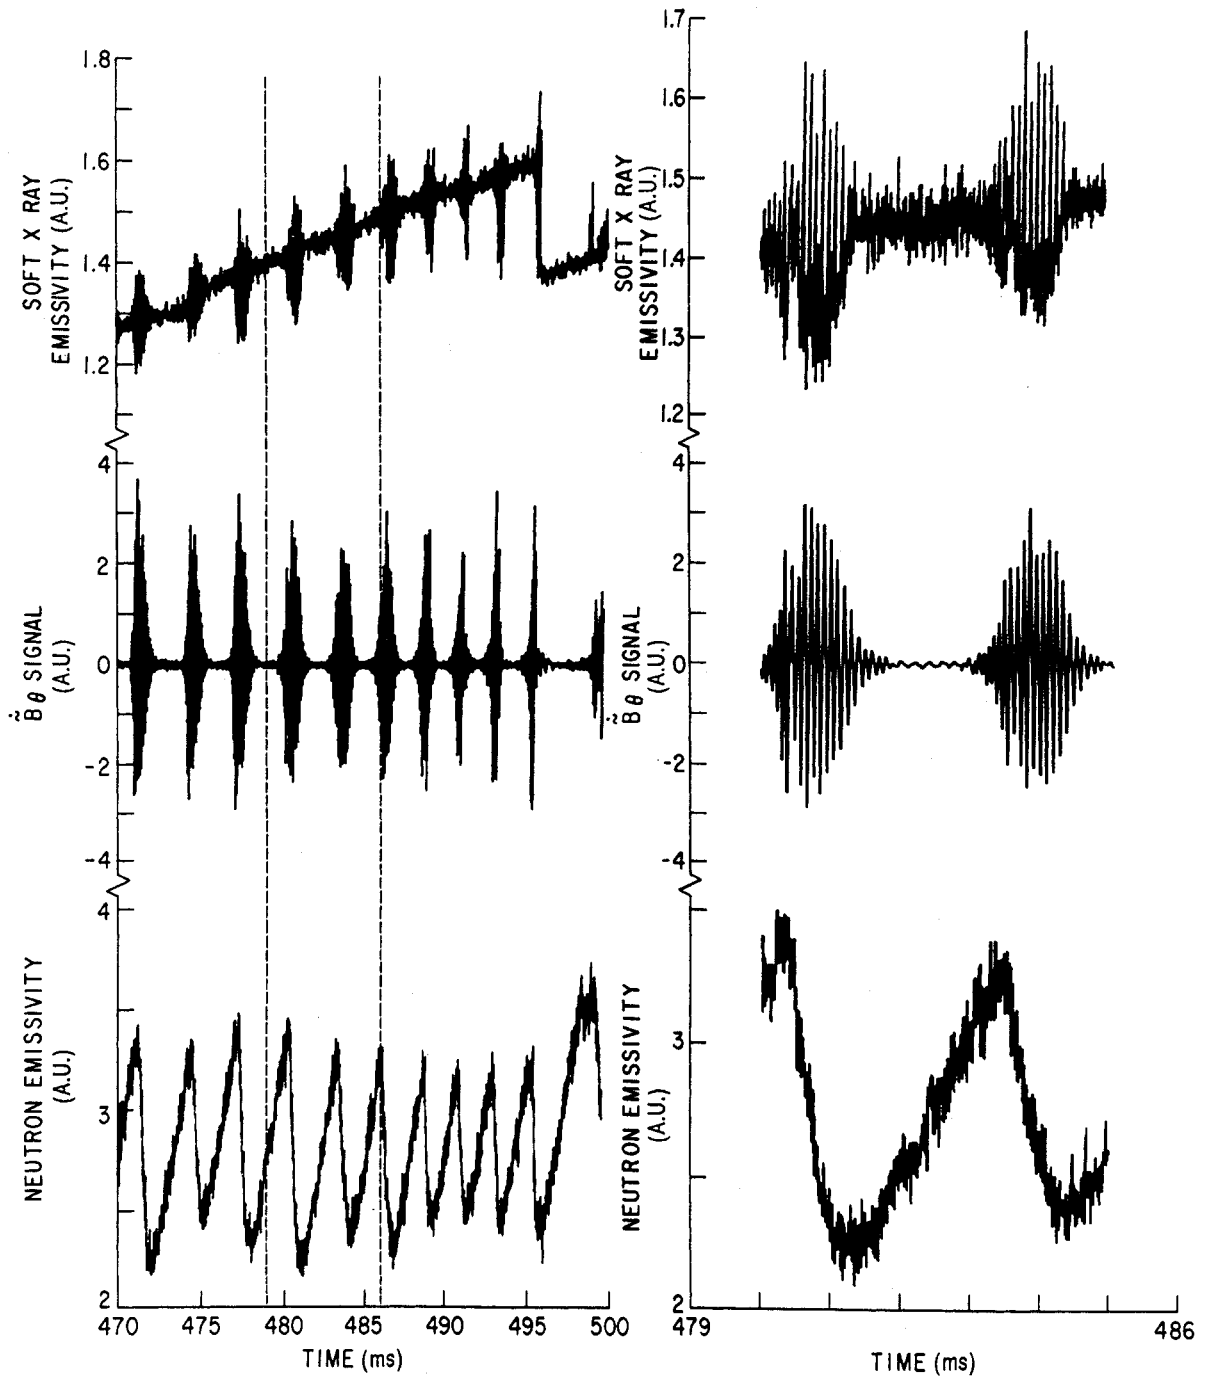 1.8
1.6
1.4
1.2
SOFT X RAY
EMISSIVITY (A.U.)
4
2
0
-2
-4
B̃θ SIGNAL
(A.U.)
4
3
2
NEUTRON EMISSIVITY
(A.U.)
470 475 480 485 490 495 500
TIME (ms)
1.7
1.6
1.5
1.4
1.3
1.2
SOFT X RAY
EMISSIVITY (A.U.)
4
2
0
-2
-4
B̃θ SIGNAL
(A.U.)
3
2
NEUTRON EMISSIVITY
(A.U.)
479 486
TIME (ms)